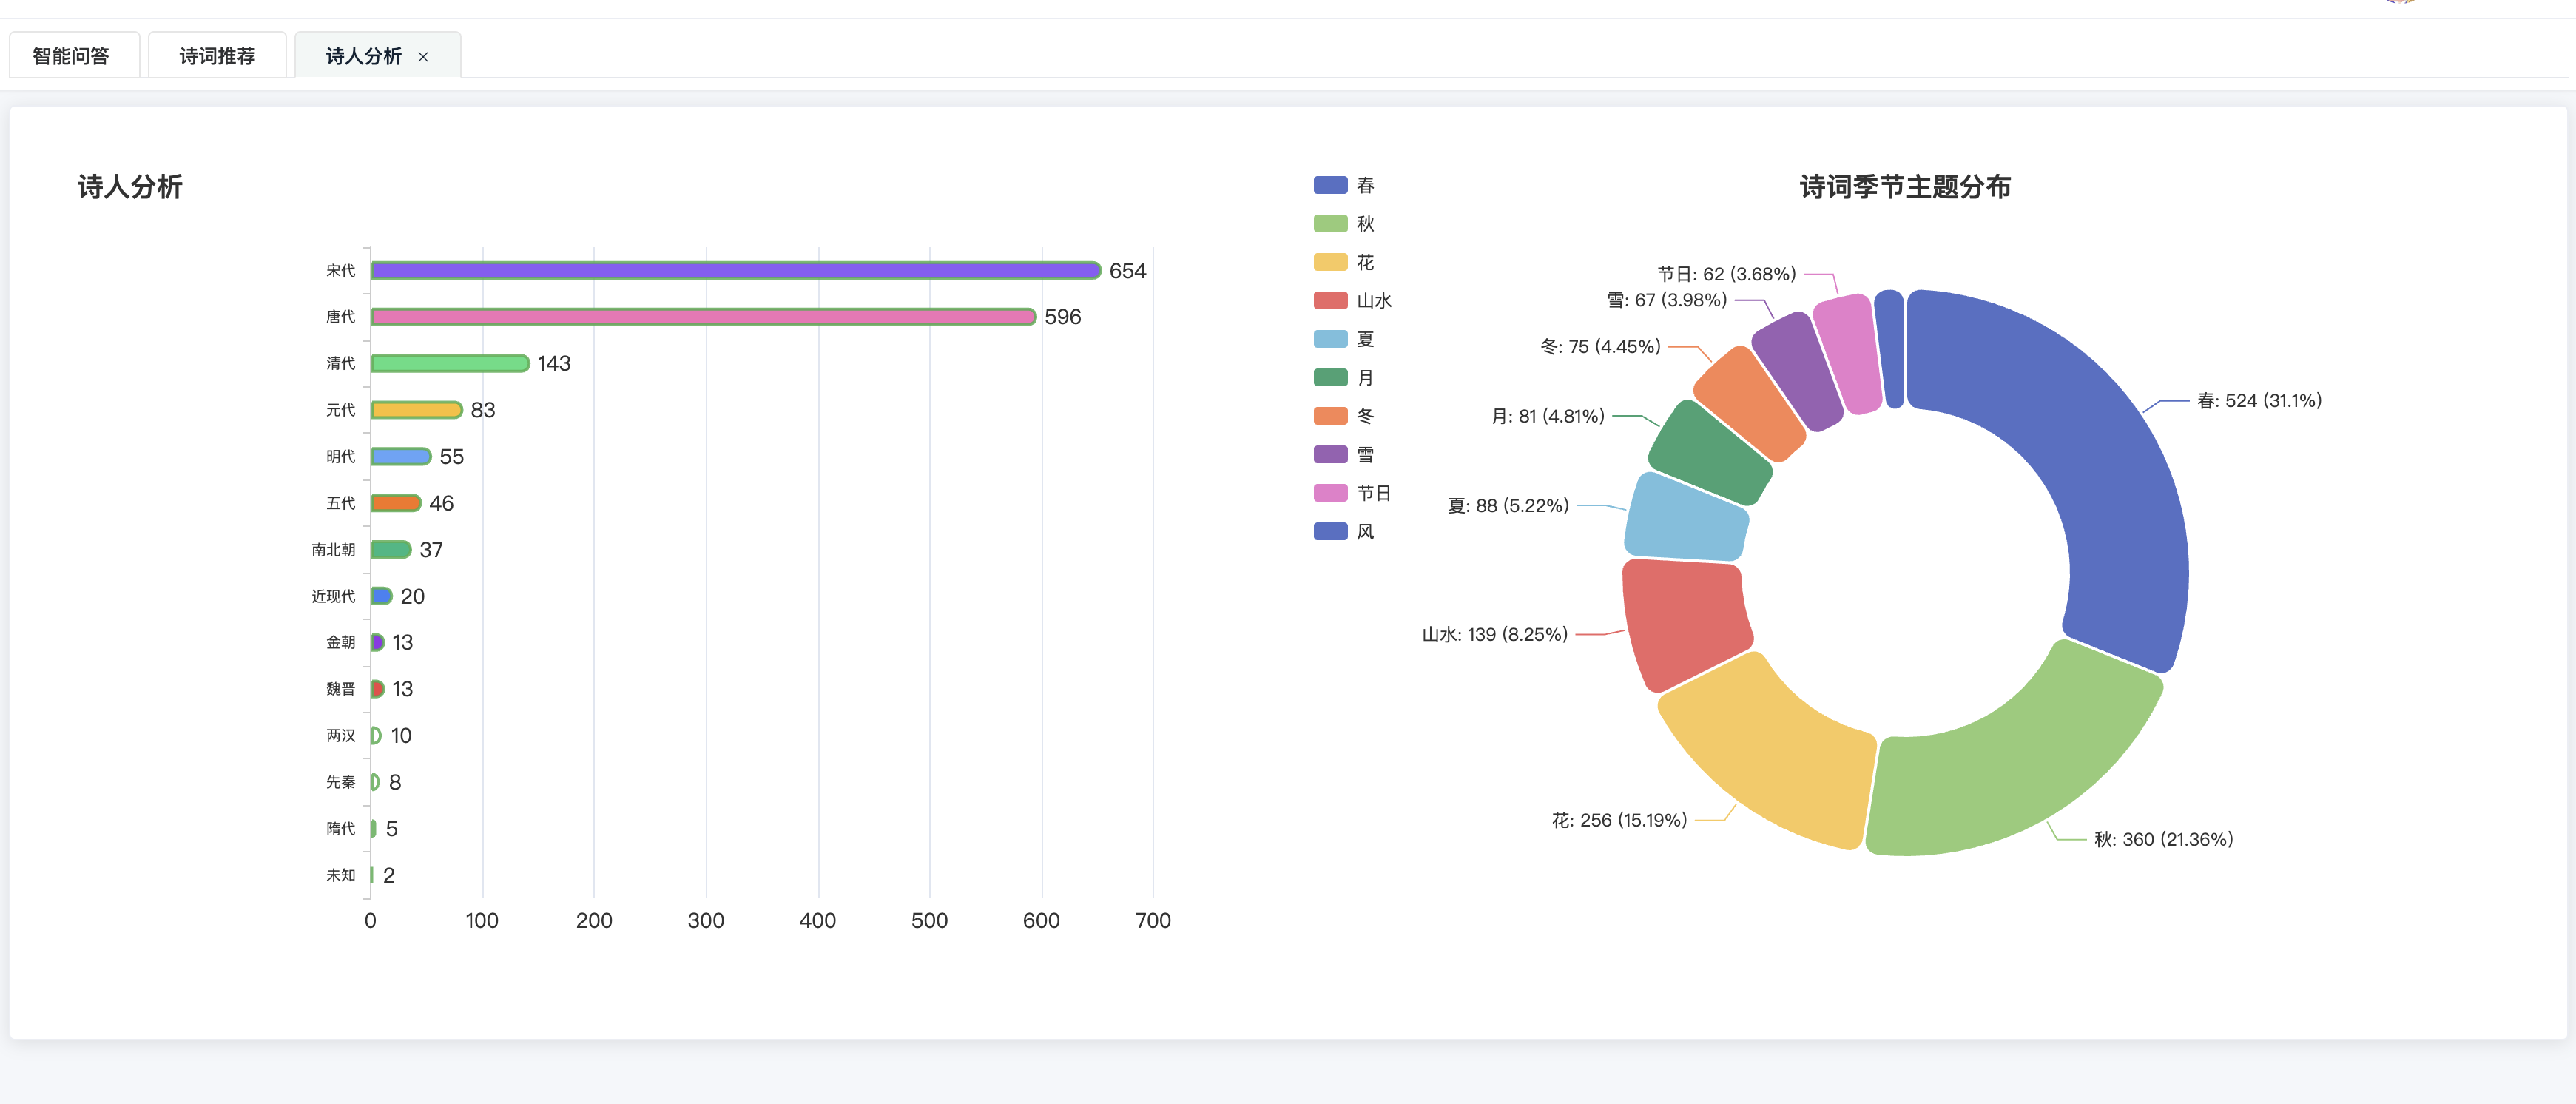 智能问答
诗词推荐
诗人分析 ×
诗人分析
宋代 654
唐代 596
清代 143
元代 83
明代 55
五代 46
南北朝 37
近现代 20
金朝 13
魏晋 13
两汉 10
先秦 8
隋代 5
未知 2
0 100 200 300 400 500 600 700
春
秋
花
山水
夏
月
冬
雪
节日
风
诗词季节主题分布
节日: 62 (3.68%)
雪: 67 (3.98%)
冬: 75 (4.45%)
春: 524 (31.1%)
月: 81 (4.81%)
夏: 88 (5.22%)
山水: 139 (8.25%)
花: 256 (15.19%)
秋: 360 (21.36%)